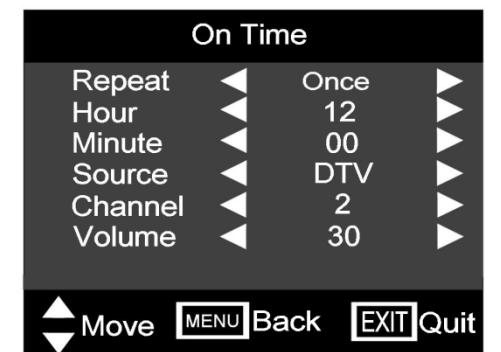 On Time
Repeat Once
Hour 12
Minute 00
Source DTV
Channel 2
Volume 30
Move MENU Back EXIT Quit